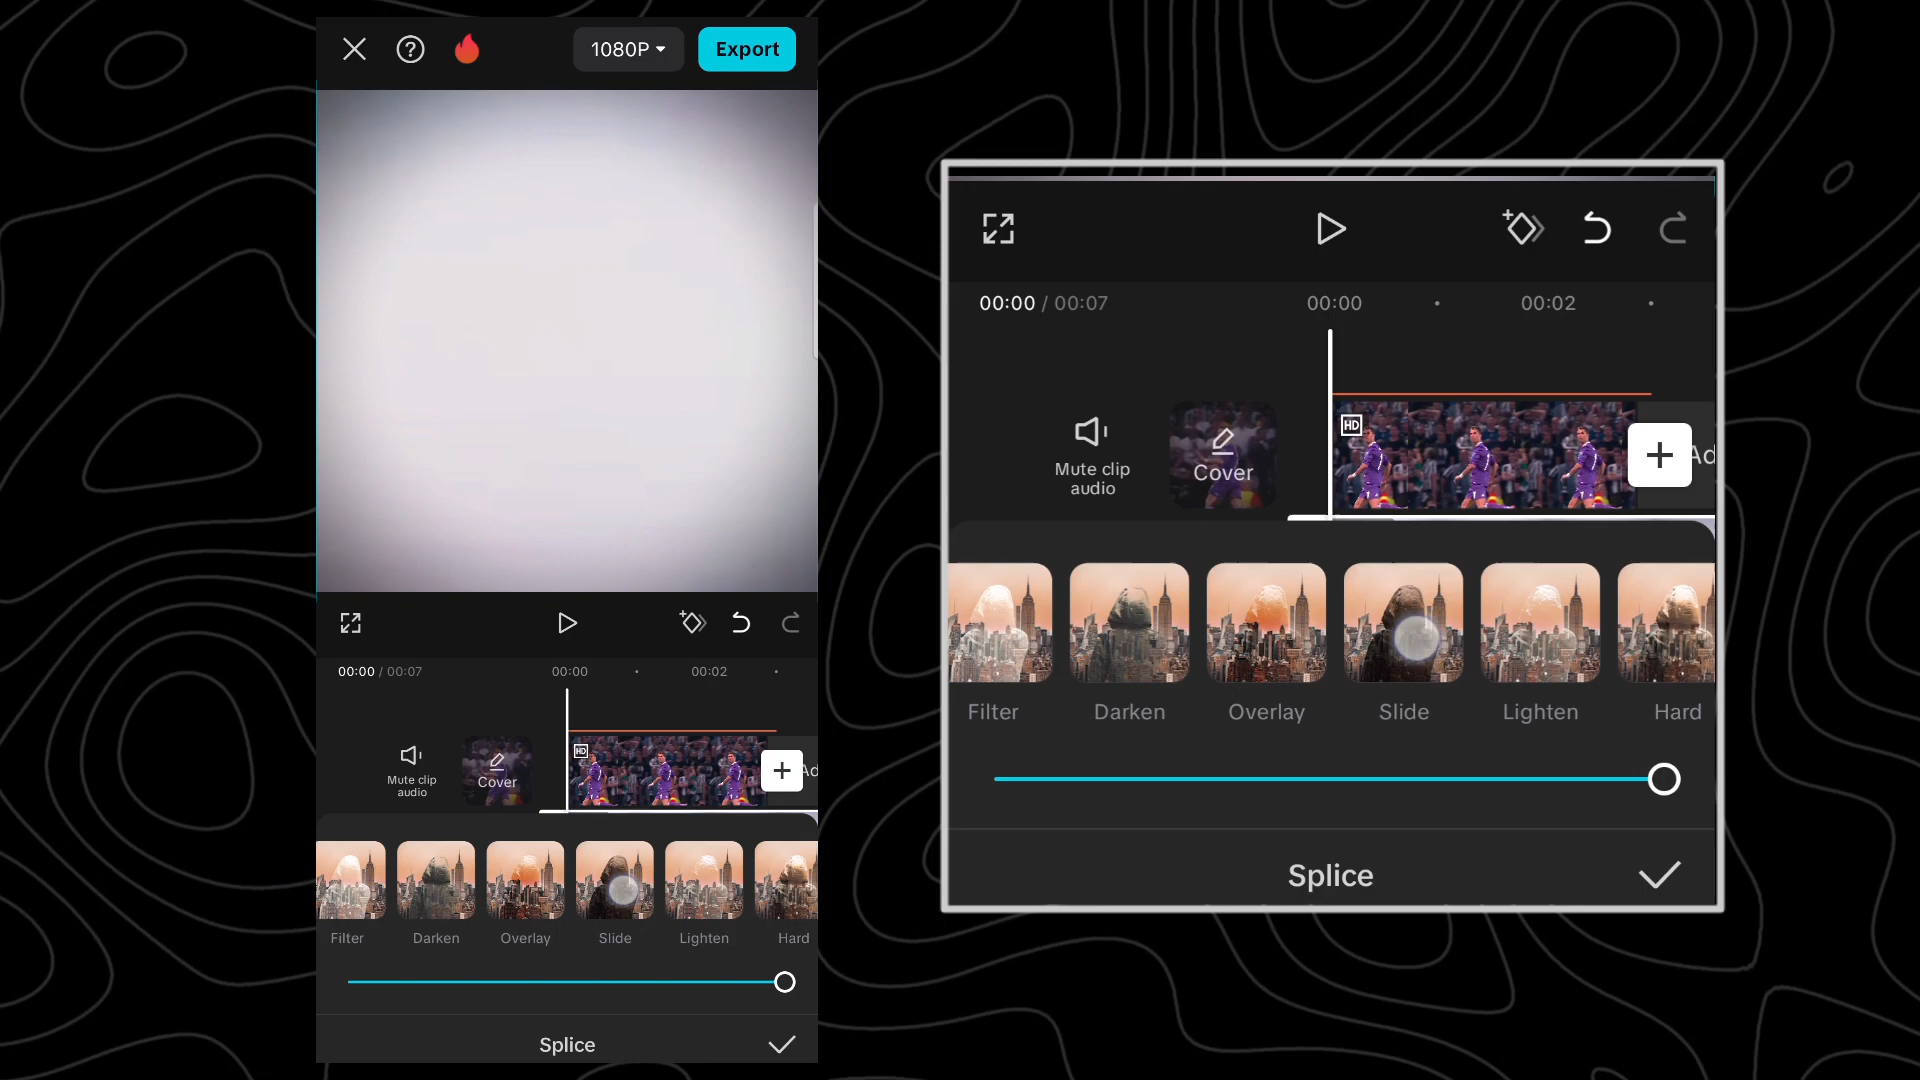 1080P
Export
00:00 / 00:07
00:00
00:02
Mute clip
audio
Cover
HD
Ad
Filter
Darken
Overlay
Slide
Lighten
Hard
Splice
00:00 / 00:07
00:00
00:02
Mute clip
audio
Cover
HD
Ad
Filter
Darken
Overlay
Slide
Lighten
Hard
Splice